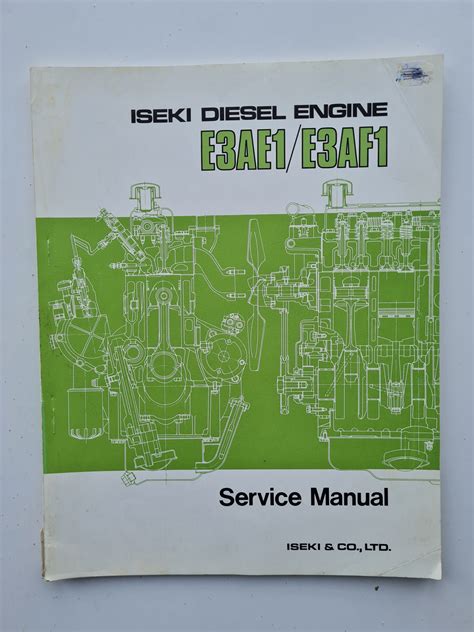 ISEKI DIESEL ENGINE
E3AE1/E3AF1
Service Manual
ISEKI & CO., LTD.